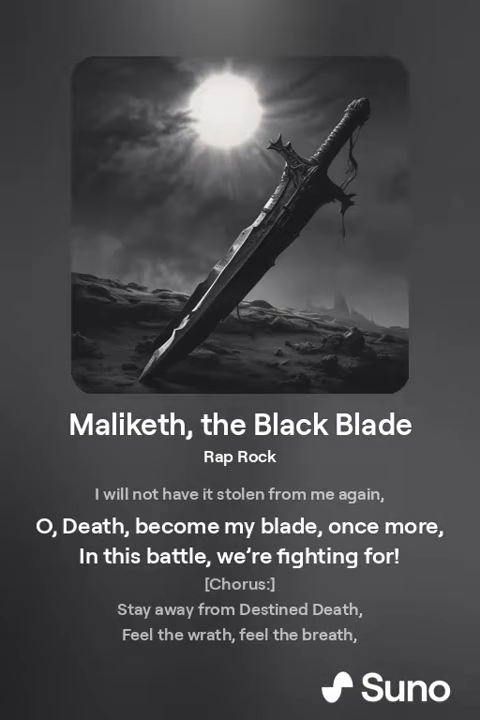 Maliketh, the Black Blade
Rap Rock
I will not have it stolen from me again,
O, Death, become my blade, once more,
In this battle, we're fighting for!
[Chorus:]
Stay away from Destined Death,
Feel the wrath, feel the breath,
Suno